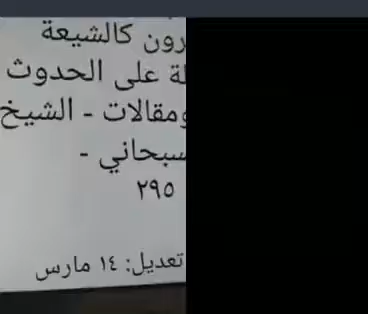 رون كالشيعة
لة على الحدوث
ومقالات - الشيخ
سبحاني -
٢٩٥
تعديل: ١٤ مارس